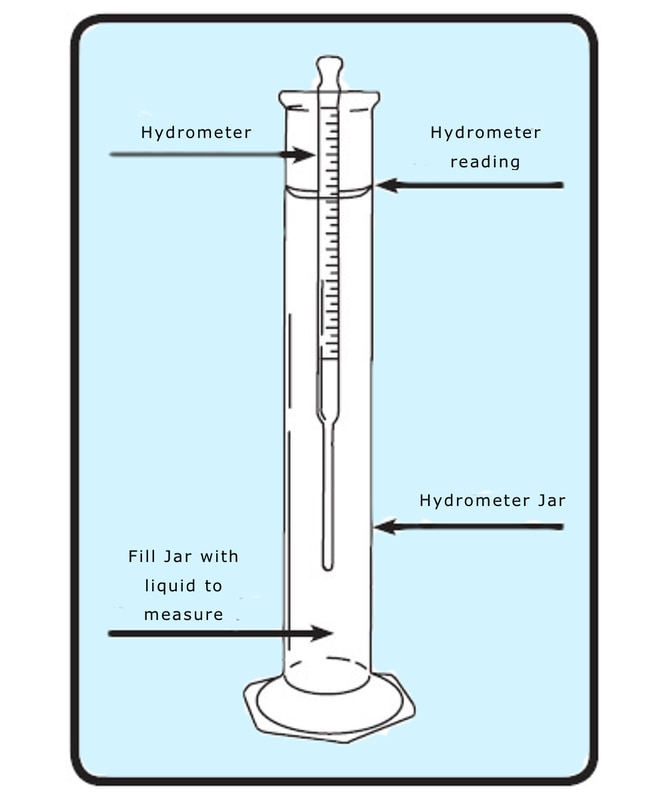 Hydrometer
Hydrometer
reading
Hydrometer Jar
Fill Jar with
liquid to
measure